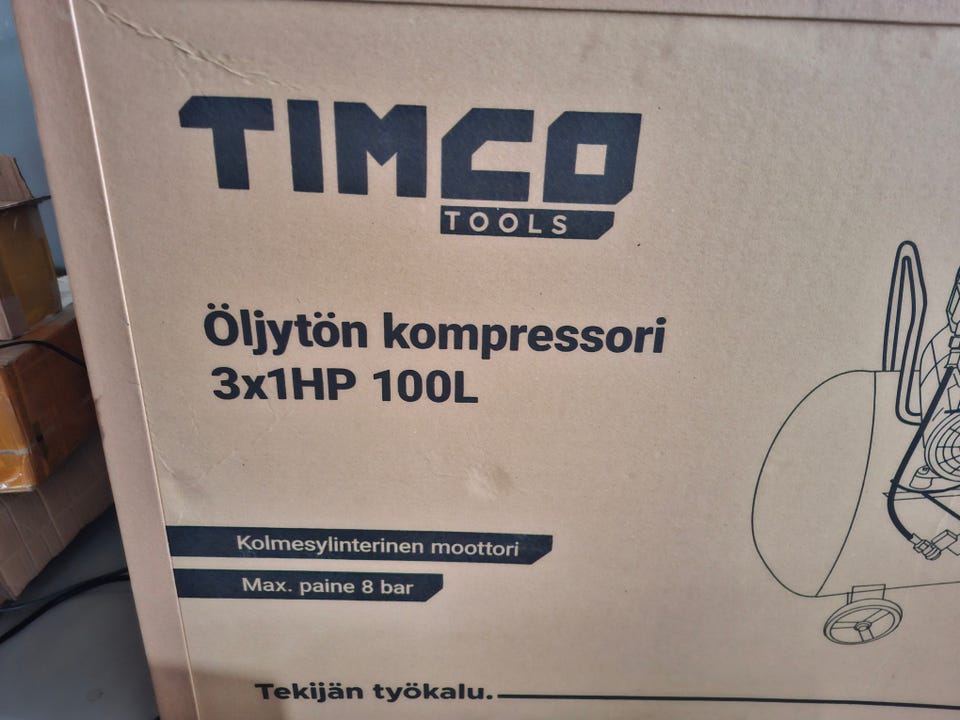 TIMCO
TOOLS
Öljytön kompressori
3x1HP 100L
Kolmesylinterinen moottori
Max. paine 8 bar
Tekijän työkalu.